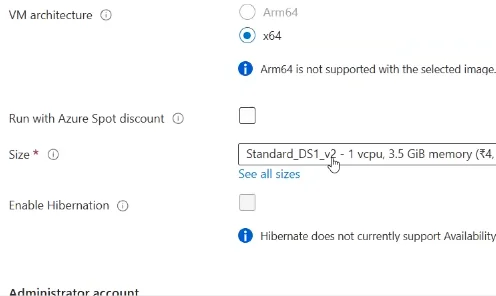 Arm64
VM architecture
x64
Arm64 is not supported with the selected image.
Run with Azure Spot discount
Size *
Standard_DS1_v2 - 1 vcpu, 3.5 GiB memory (₹4,
See all sizes
Enable Hibernation
Hibernate does not currently support Availability
Administrator account